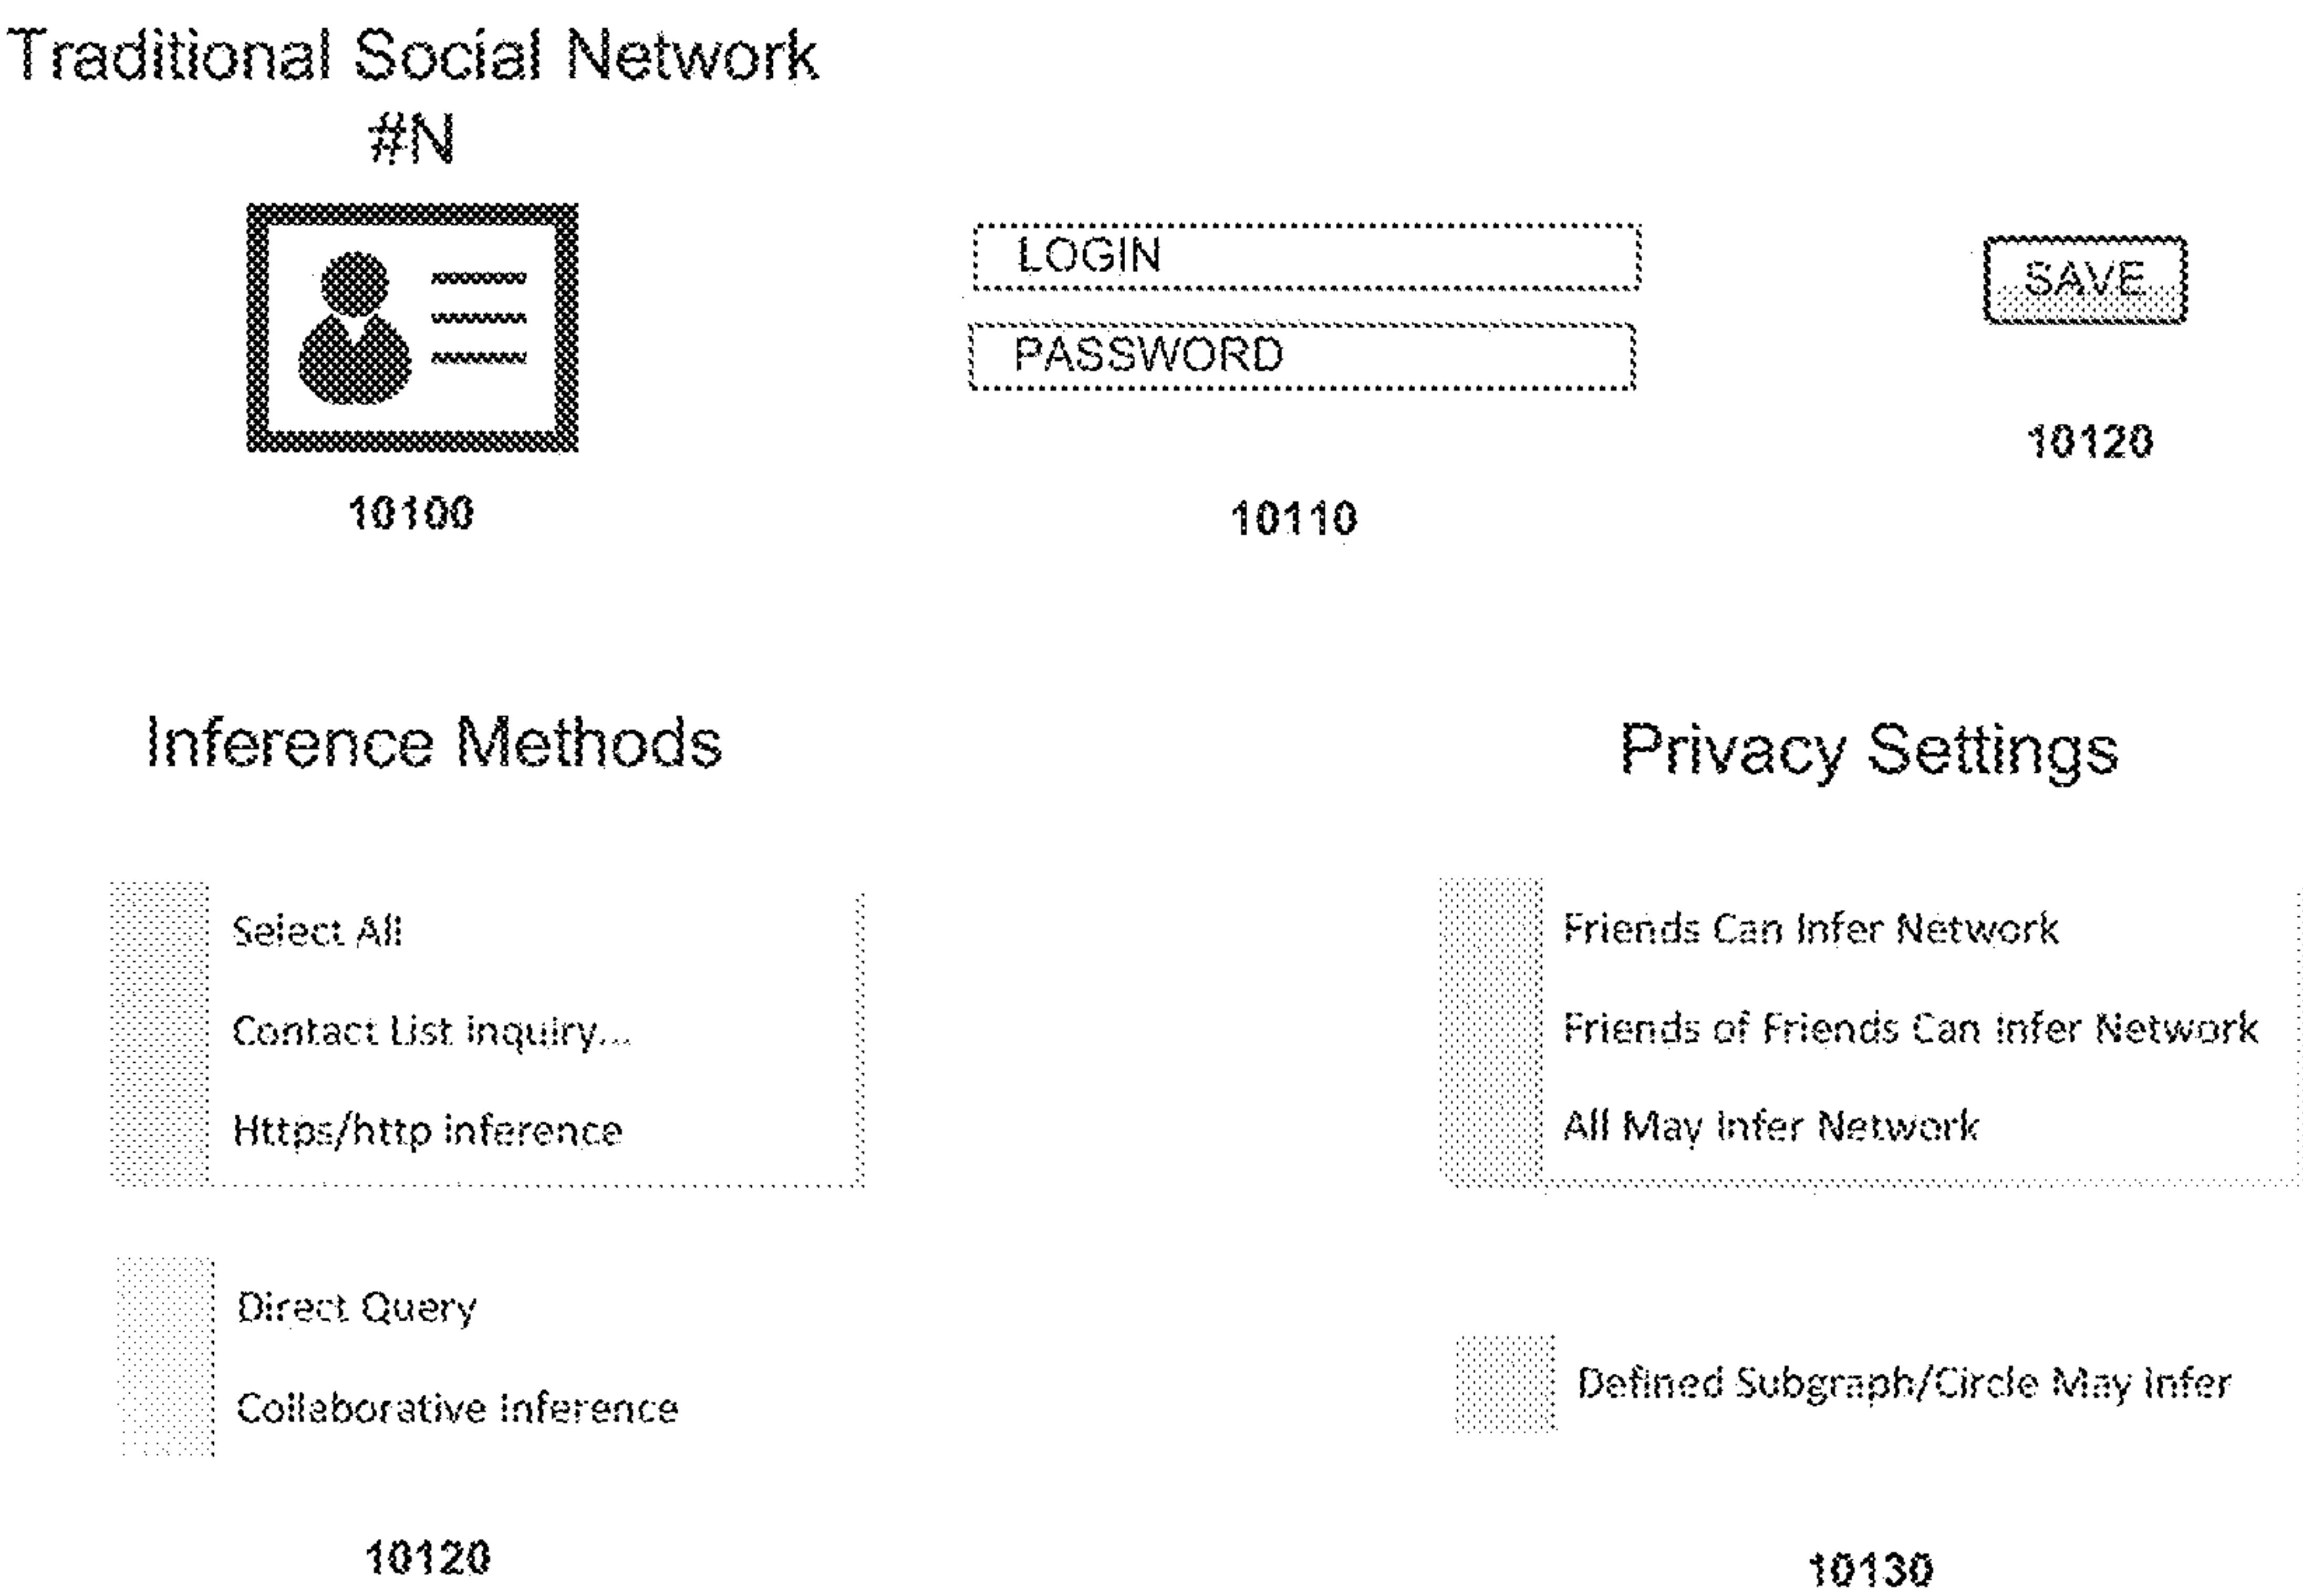 Traditional Social Network
#N
LOGIN
PASSWORD
SAVE
10120
10100
10110
Inference Methods
Select All
Contact List inquiry...
Https/http inference
Direct Query
Collaborative Inference
10120
Privacy Settings
Friends Can Infer Network
Friends of Friends Can Infer Network
All May Infer Network
Defined Subgraph/Circle May Infer
10130